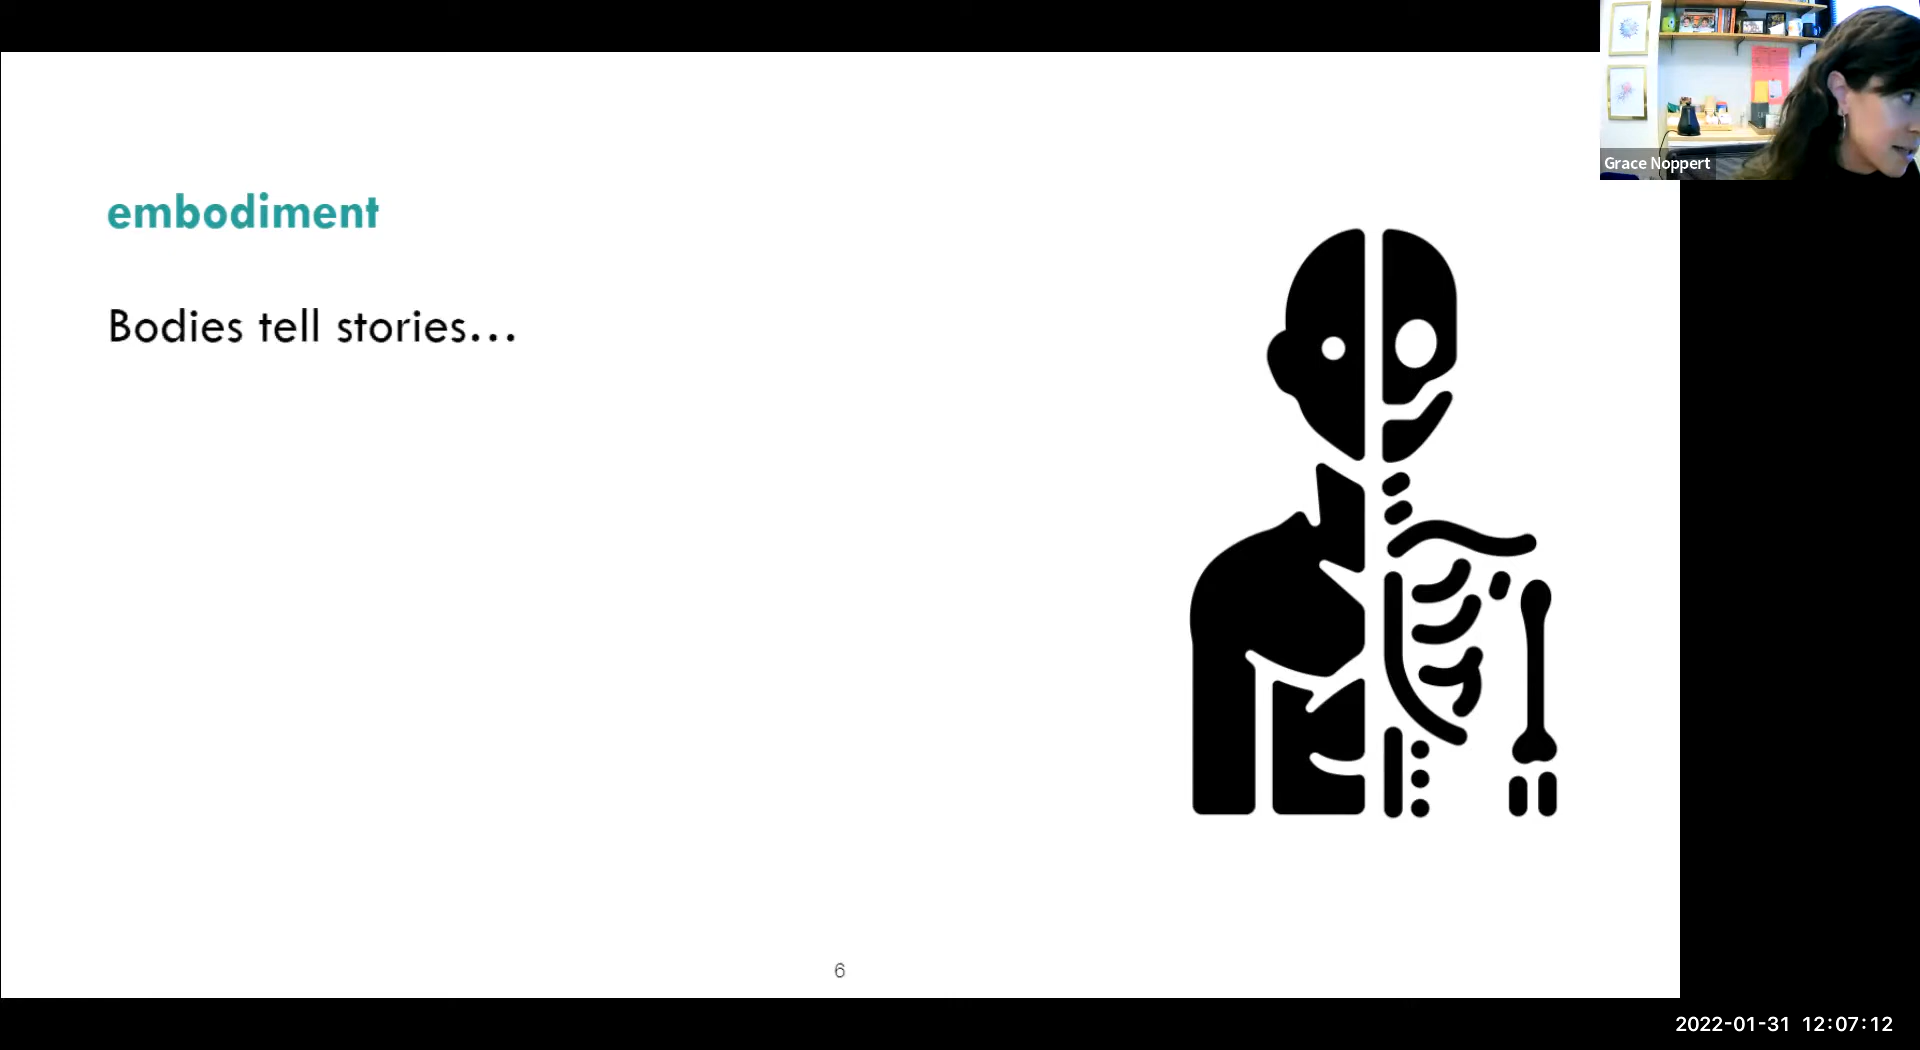 Grace Noppert
embodiment
Bodies tell stories...
6
2022-01-31 12:07:12